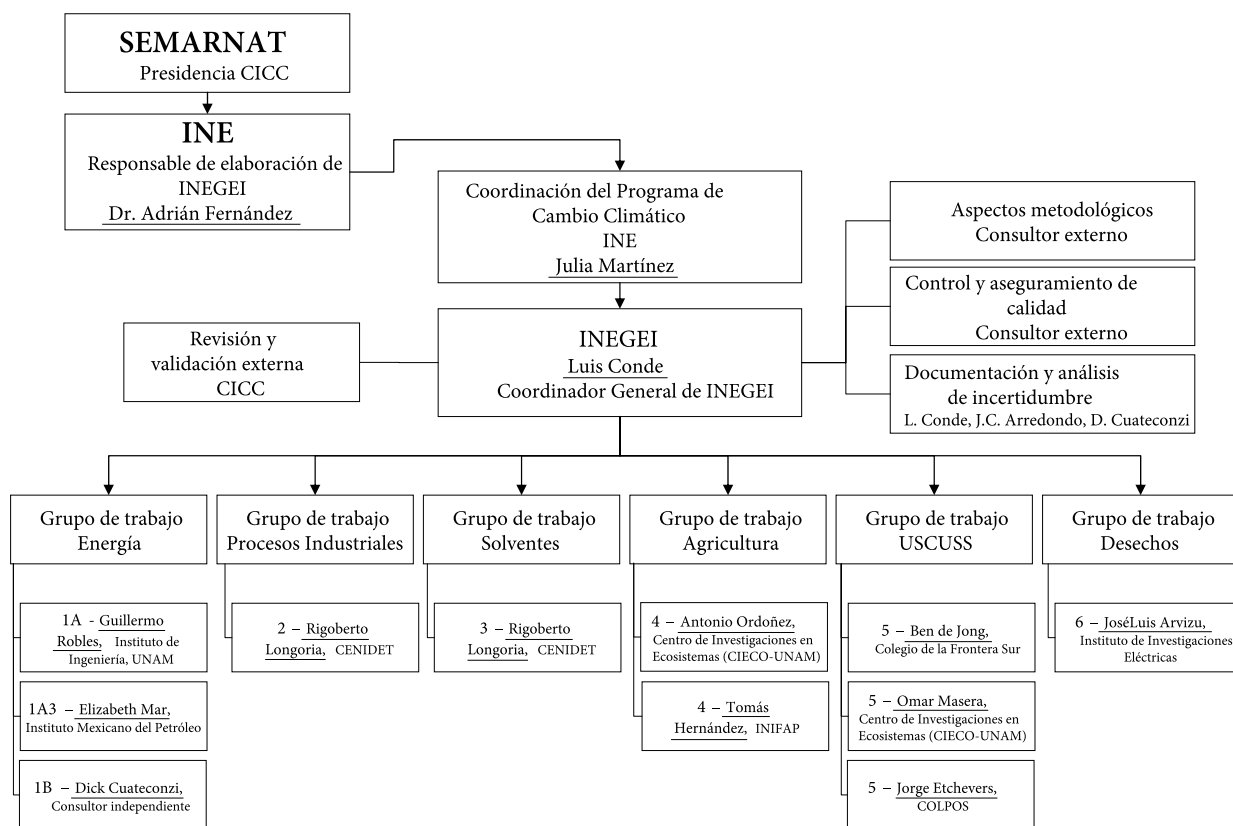 SEMARNAT
Presidencia CICC
INE
Responsable de elaboración de
INEGEI
Dr. Adrián Fernández
Coordinación del Programa de
Cambio Climático
INE
Julia Martínez
Aspectos metodológicos
Consultor externo
Control y aseguramiento de
calidad
Consultor externo
Revisión y
validación externa
CICC
INEGEI
Luis Conde
Coordinador General de INEGEI
Documentación y análisis
de incertidumbre
L. Conde, J.C. Arredondo, D. Cuateconzi
Grupo de trabajo
Energía
Grupo de trabajo
Procesos Industriales
Grupo de trabajo
Solventes
Grupo de trabajo
Agricultura
Grupo de trabajo
USCUSS
Grupo de trabajo
Desechos
1A - Guillermo
Robles, Instituto de
Ingeniería, UNAM
1A3 – Elizabeth Mar,
Instituto Mexicano del Petróleo
1B – Dick Cuateconzi,
Consultor independiente
2 – Rigoberto
Longoria, CENIDET
3 – Rigoberto
Longoria, CENIDET
4 – Antonio Ordoñez,
Centro de Investigaciones en
Ecosistemas (CIECO-UNAM)
4 – Tomás
Hernández, INIFAP
5 – Ben de Jong,
Colegio de la Frontera Sur
5 – Omar Masera,
Centro de Investigaciones en
Ecosistemas (CIECO-UNAM)
5 – Jorge Etchevers,
COLPOS
6 – JoséLuis Arvizu,
Instituto de Investigaciones
Eléctricas